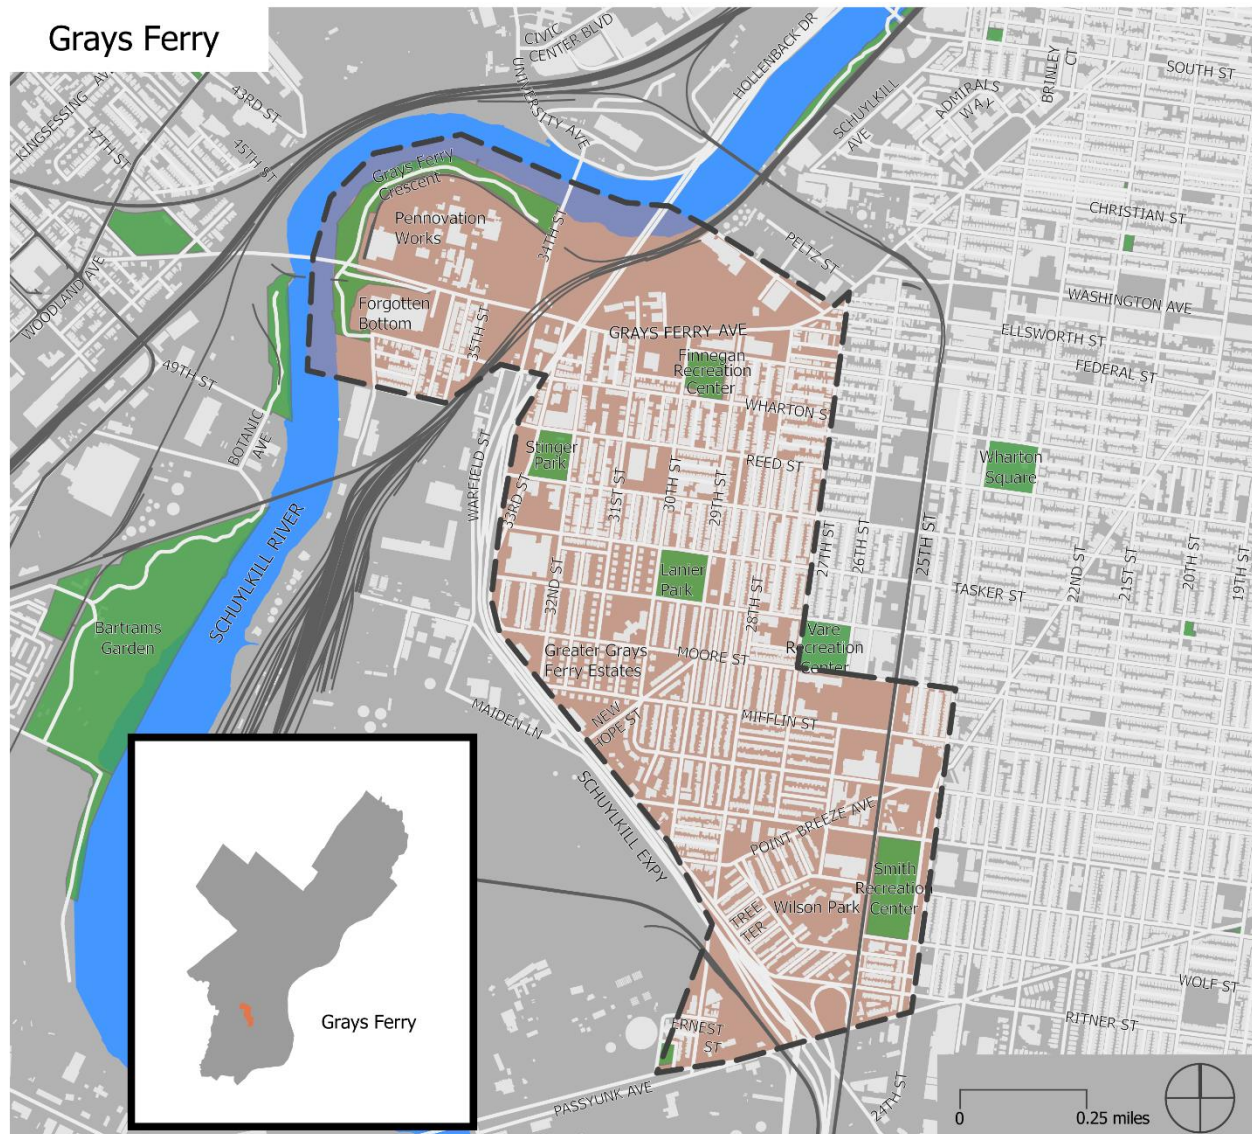 Grays Ferry
CIVIC
CENTER BLVD
UNIVERSITY AVE
HOLLENBACK DR
SCHUYLKILL
AVE
ADMIRALS
WAY
BRINLEY
CT
SOUTH ST
KINGSESSING AVE
43RD ST
47TH ST
45TH ST
Grays Ferry
Crescent
Pennovation
Works
34TH ST
CHRISTIAN ST
PELTZ ST
WOODLAND AVE
Forgotten
Bottom
35TH ST
WASHINGTON AVE
GRAYS FERRY AVE
ELLSWORTH ST
FEDERAL ST
Finnegan
Recreation
Center
49TH ST
WHARTON S
BOTANIC
AVE
WARFIELD ST
Stinger
Park
REED ST
Wharton
Square
33RD ST
31ST ST
30TH ST
29TH ST
SCHUYLKILL RIVER
27TH ST
26TH ST
25TH ST
22ND ST
21ST ST
20TH ST
19TH ST
32ND ST
Lanier
Park
28TH ST
TASKER ST
Bartrams
Garden
Vare
Recreation
Center
Greater Grays
Ferry Estates
MOORE ST
MAIDEN LN
NEW
HOPE ST
MIFFLIN ST
SCHUYLKILL EXPY
POINT BREEZE AVE
Smith
Recreation
Center
Wilson Park
TREE
TER
WOLF ST
RITNER ST
ERNEST
ST
PASSYUNK AVE
24TH ST
Grays Ferry
0
0.25 miles